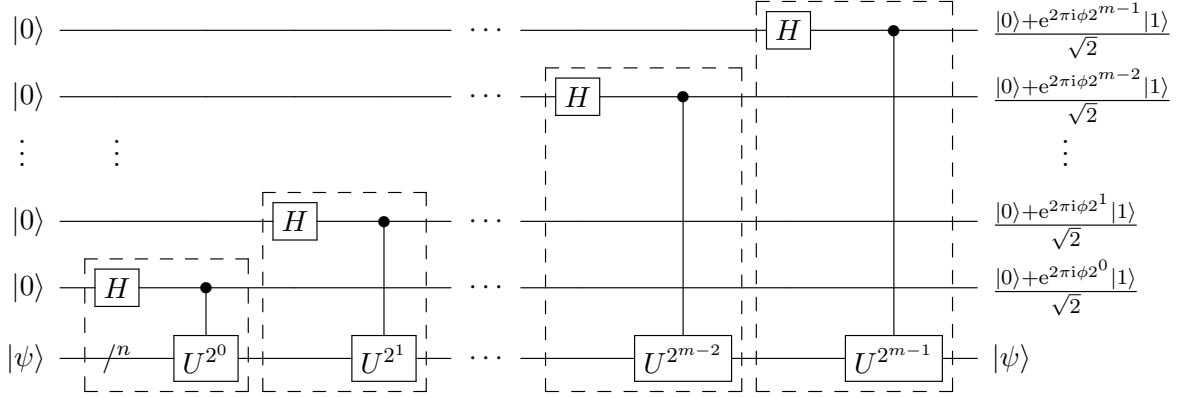 |0⟩ H |0⟩+e^{2πiϕ2^{m−1}}|1⟩ / √2
|0⟩ ⋯ H |0⟩+e^{2πiϕ2^{m−2}}|1⟩ / √2
⋮ ⋮ ⋮
|0⟩ H ⋯ |0⟩+e^{2πiϕ2^1}|1⟩ / √2
|0⟩ H ⋯ |0⟩+e^{2πiϕ2^0}|1⟩ / √2
|ψ⟩ /^n U^{2^0} U^{2^1} ⋯ U^{2^{m−2}} U^{2^{m−1}} |ψ⟩